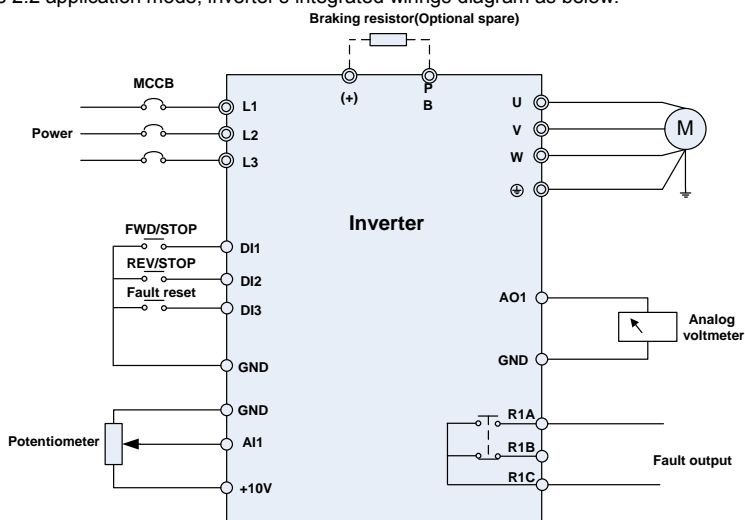 Braking resistor(Optional spare)
MCCB
(+)
P
B
L1
U
Power
L2
V
M
L3
W
Inverter
FWD/STOP
DI1
REV/STOP
DI2
Fault reset
DI3
AO1
Analog
voltmeter
GND
GND
GND
R1A
Potentiometer
AI1
R1B
Fault output
R1C
+10V